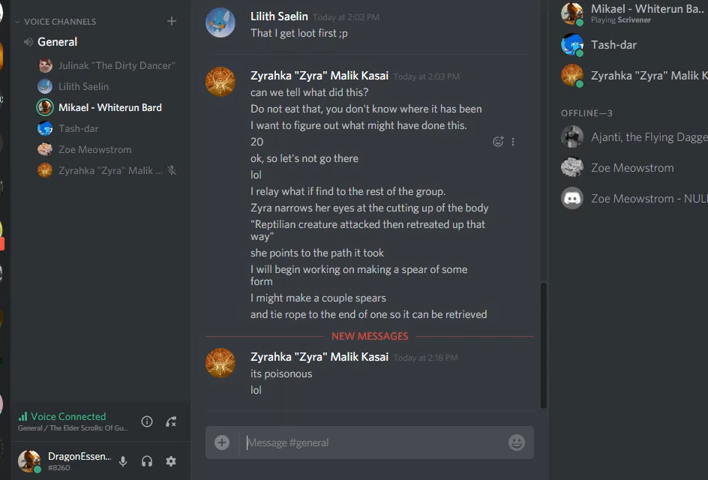 VOICE CHANNELS
General
Julinak "The Dirty Dancer"
Lilith Saelin
Mikael - Whiterun Bard
Tash-dar
Zoe Meowstrom
Zyrahka "Zyra" Malik ...
Voice Connected
General / The Elder Scrolls: Of Gu...
DragonEssen...
#8260
Lilith Saelin Today at 2:02 PM
That I get loot first ;p
Zyrahka "Zyra" Malik Kasai Today at 2:03 PM
can we tell what did this?
Do not eat that, you don't know where it has been
I want to figure out what might have done this.
20
ok, so let's not go there
lol
I relay what if find to the rest of the group.
Zyra narrows her eyes at the cutting up of the body
"Reptilian creature attacked then retreated up that
way"
she points to the path it took
I will begin working on making a spear of some
form
I might make a couple spears
and tie rope to the end of one so it can be retrieved
NEW MESSAGES
Zyrahka "Zyra" Malik Kasai Today at 2:18 PM
its poisonous
lol
Message #general
Mikael - Whiterun Ba..
Playing Scrivener
Tash-dar
Zyrahka "Zyra" Malik K
OFFLINE—3
Ajanti, the Flying Dagge
Zoe Meowstrom
Zoe Meowstrom - NUL